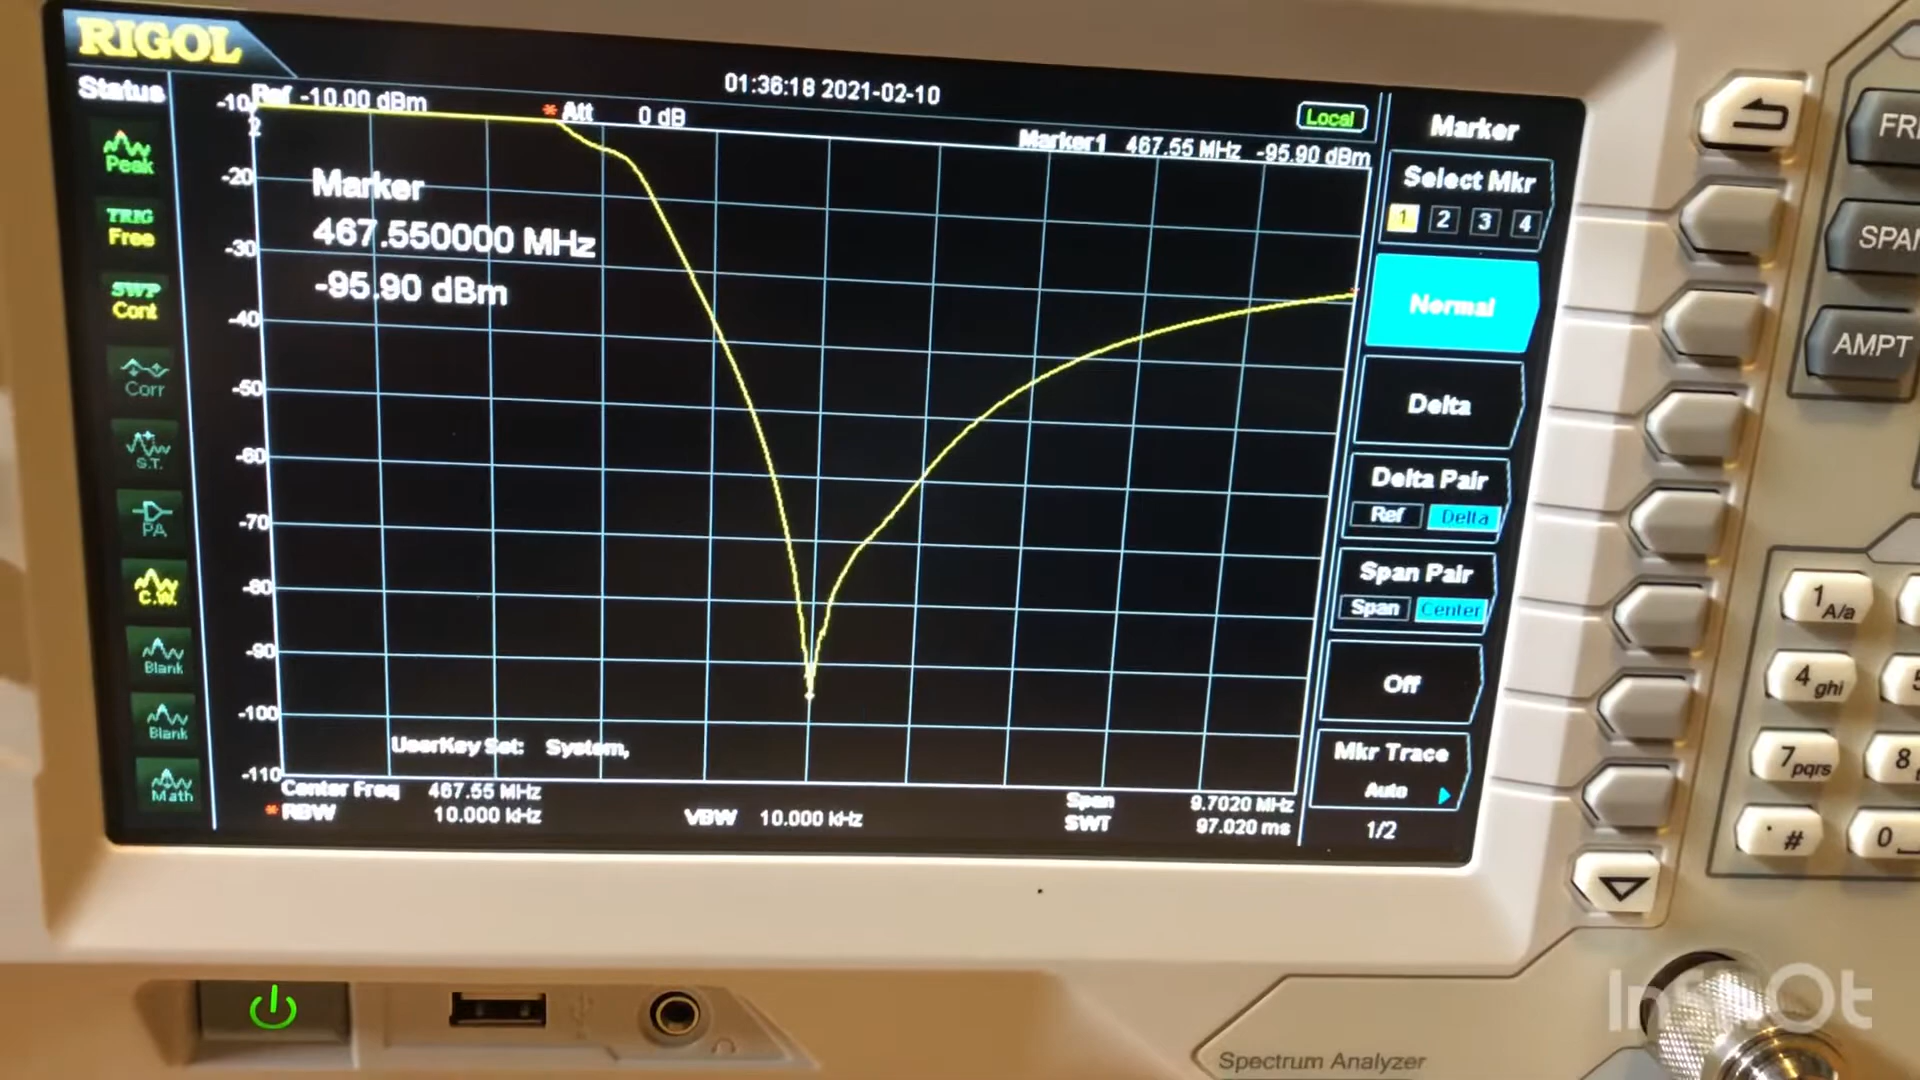 RIGOL
Status
Peak
TRIG
Free
SWP
Cont
Corr
S.T.
PA
C.W.
Blank
Blank
Math
Ref -10.00 dBm
* Att 0 dB
01:36:18 2021-02-10
Local
Marker1 467.55 MHz -95.90 dBm
Marker
467.550000 MHz
-95.90 dBm
-10
-20
-30
-40
-50
-60
-70
-80
-90
-100
-110
UserKey Set: System,
Center Freq 467.55 MHz
* RBW 10.000 kHz
VBW 10.000 kHz
Span 9.7020 MHz
SWT 97.020 ms
Marker
Select Mkr
1 2 3 4
Normal
Delta
Delta Pair
Ref Delta
Span Pair
Span Center
Off
Mkr Trace
Auto
1/2
AMPT
1 A/a
4 ghi
7 pqrs
8
. #
0
Spectrum Analyzer
InShOt